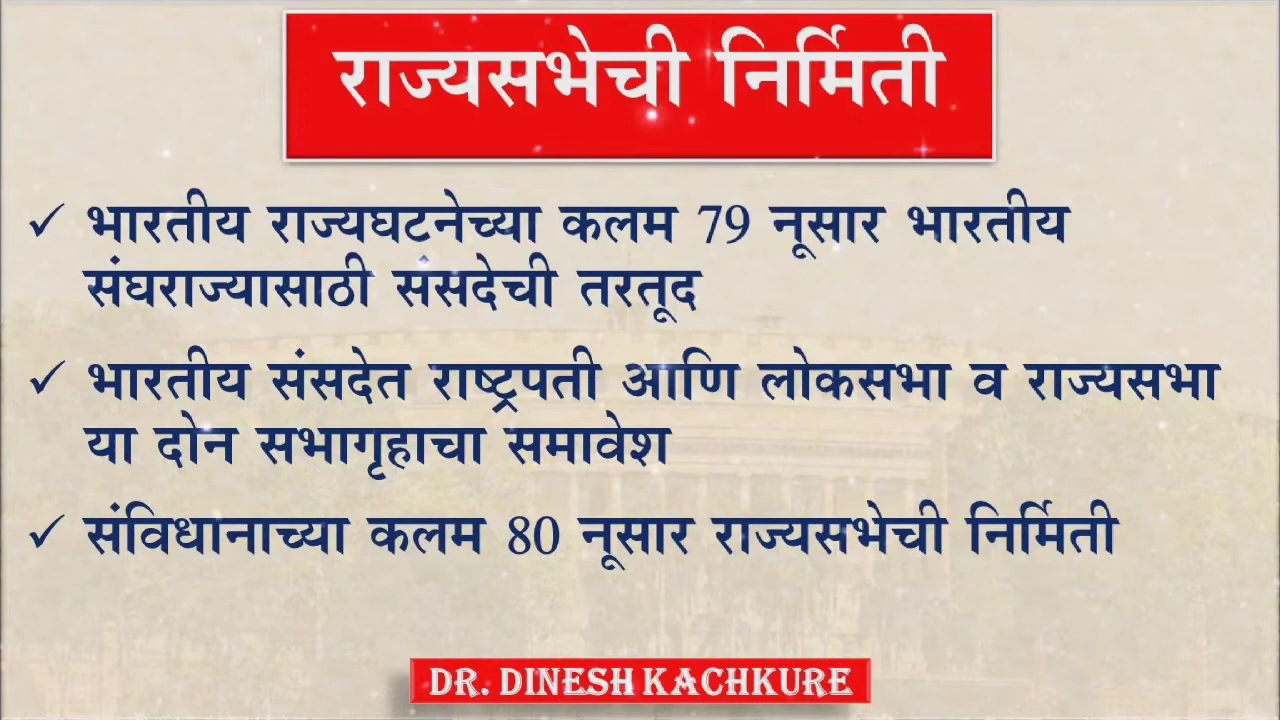 राज्यसभेची निर्मिती
✓ भारतीय राज्यघटनेच्या कलम 79 नूसार भारतीय
संघराज्यासाठी संसदेची तरतूद
✓ भारतीय संसदेत राष्ट्रपती आणि लोकसभा व राज्यसभा
या दोन सभागृहाचा समावेश
✓ संविधानाच्या कलम 80 नूसार राज्यसभेची निर्मिती
DR. DINESH KACHKURE